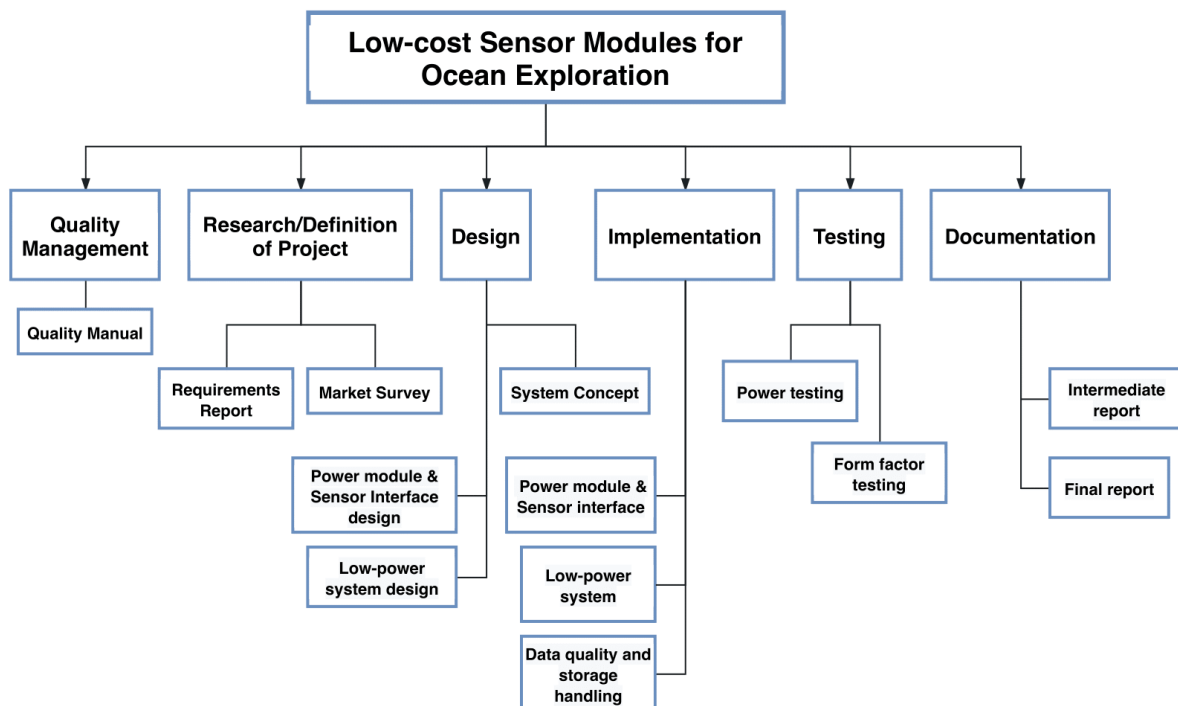 Low-cost Sensor Modules for
Ocean Exploration
Quality
Management
Research/Definition
of Project
Design
Implementation
Testing
Documentation
Quality Manual
Requirements
Report
Market Survey
System Concept
Power testing
Intermediate
report
Power module &
Sensor Interface
design
Power module &
Sensor interface
Form factor
testing
Final report
Low-power
system design
Low-power
system
Data quality and
storage
handling